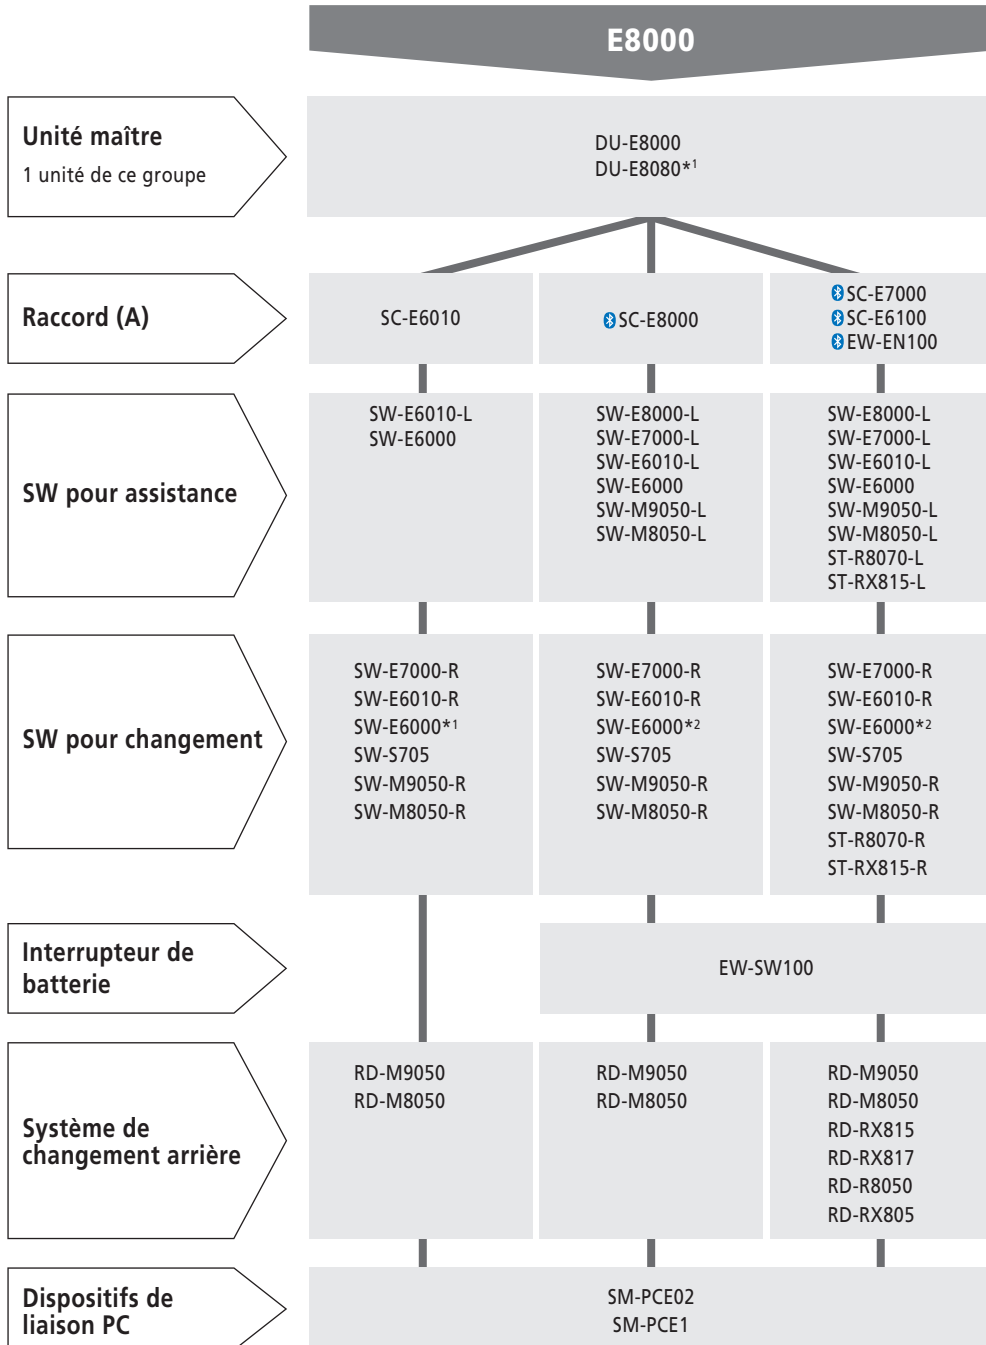 E8000
Unité maître
1 unité de ce groupe
DU-E8000
DU-E8080*1
Raccord (A)
SC-E6010
SC-E8000
SC-E7000
SC-E6100
EW-EN100
SW pour assistance
SW-E6010-L
SW-E6000
SW-E8000-L
SW-E7000-L
SW-E6010-L
SW-E6000
SW-M9050-L
SW-M8050-L
SW-E8000-L
SW-E7000-L
SW-E6010-L
SW-E6000
SW-M9050-L
SW-M8050-L
ST-R8070-L
ST-RX815-L
SW pour changement
SW-E7000-R
SW-E6010-R
SW-E6000*1
SW-S705
SW-M9050-R
SW-M8050-R
SW-E7000-R
SW-E6010-R
SW-E6000*2
SW-S705
SW-M9050-R
SW-M8050-R
SW-E7000-R
SW-E6010-R
SW-E6000*2
SW-S705
SW-M9050-R
SW-M8050-R
ST-R8070-R
ST-RX815-R
Interrupteur de
batterie
EW-SW100
Système de
changement arrière
RD-M9050
RD-M8050
RD-M9050
RD-M8050
RD-M9050
RD-M8050
RD-RX815
RD-RX817
RD-R8050
RD-RX805
Dispositifs de
liaison PC
SM-PCE02
SM-PCE1